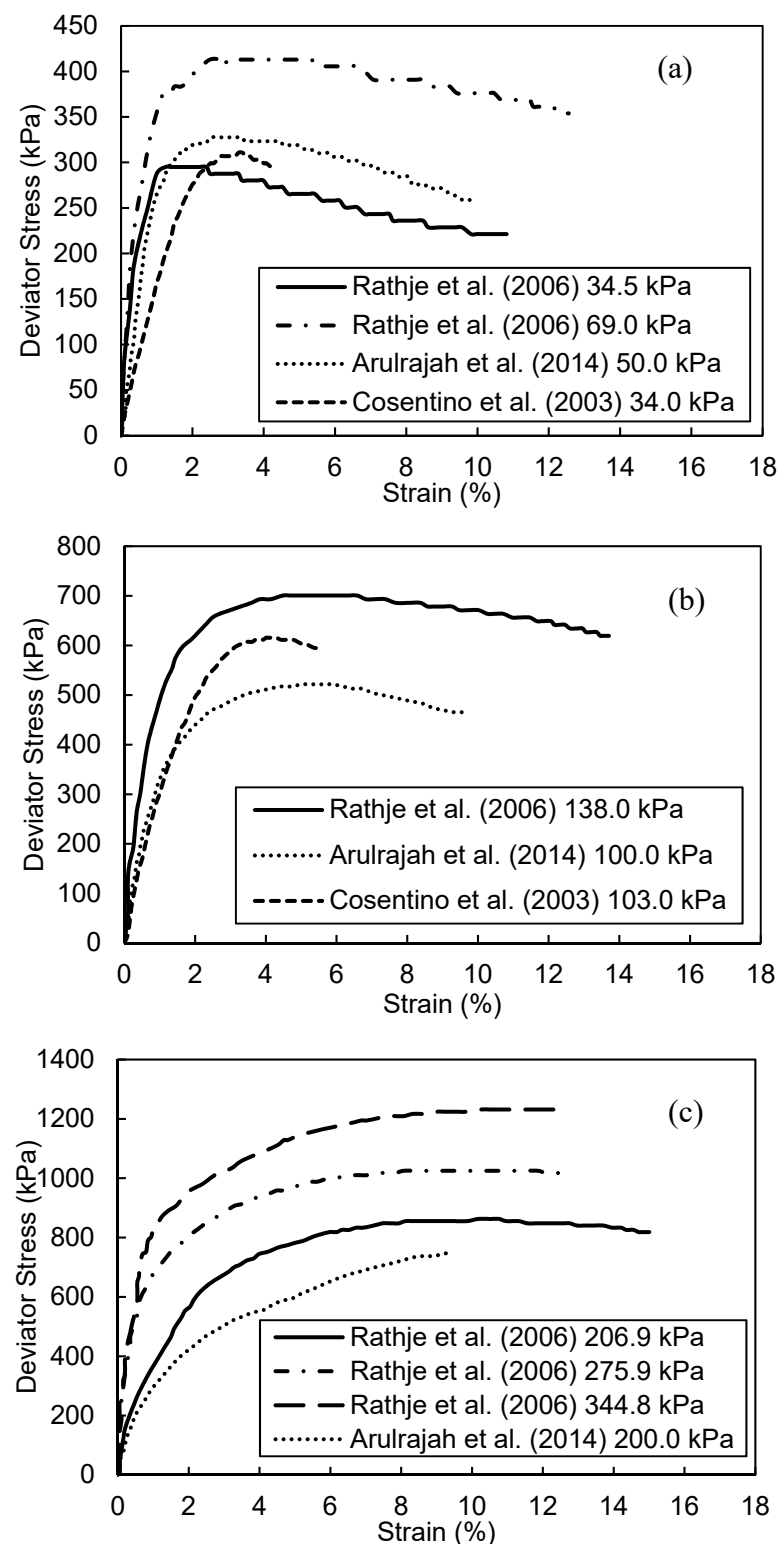 450
400
350
300
250
200
150
100
50
0
Deviator Stress (kPa)
(a)
Rathje et al. (2006) 34.5 kPa
Rathje et al. (2006) 69.0 kPa
Arulrajah et al. (2014) 50.0 kPa
Cosentino et al. (2003) 34.0 kPa
0 2 4 6 8 10 12 14 16 18
Strain (%)
800
700
600
500
400
300
200
100
0
Deviator Stress (kPa)
(b)
Rathje et al. (2006) 138.0 kPa
Arulrajah et al. (2014) 100.0 kPa
Cosentino et al. (2003) 103.0 kPa
0 2 4 6 8 10 12 14 16 18
Strain (%)
1400
1200
1000
800
600
400
200
0
Deviator Stress (kPa)
(c)
Rathje et al. (2006) 206.9 kPa
Rathje et al. (2006) 275.9 kPa
Rathje et al. (2006) 344.8 kPa
Arulrajah et al. (2014) 200.0 kPa
0 2 4 6 8 10 12 14 16 18
Strain (%)